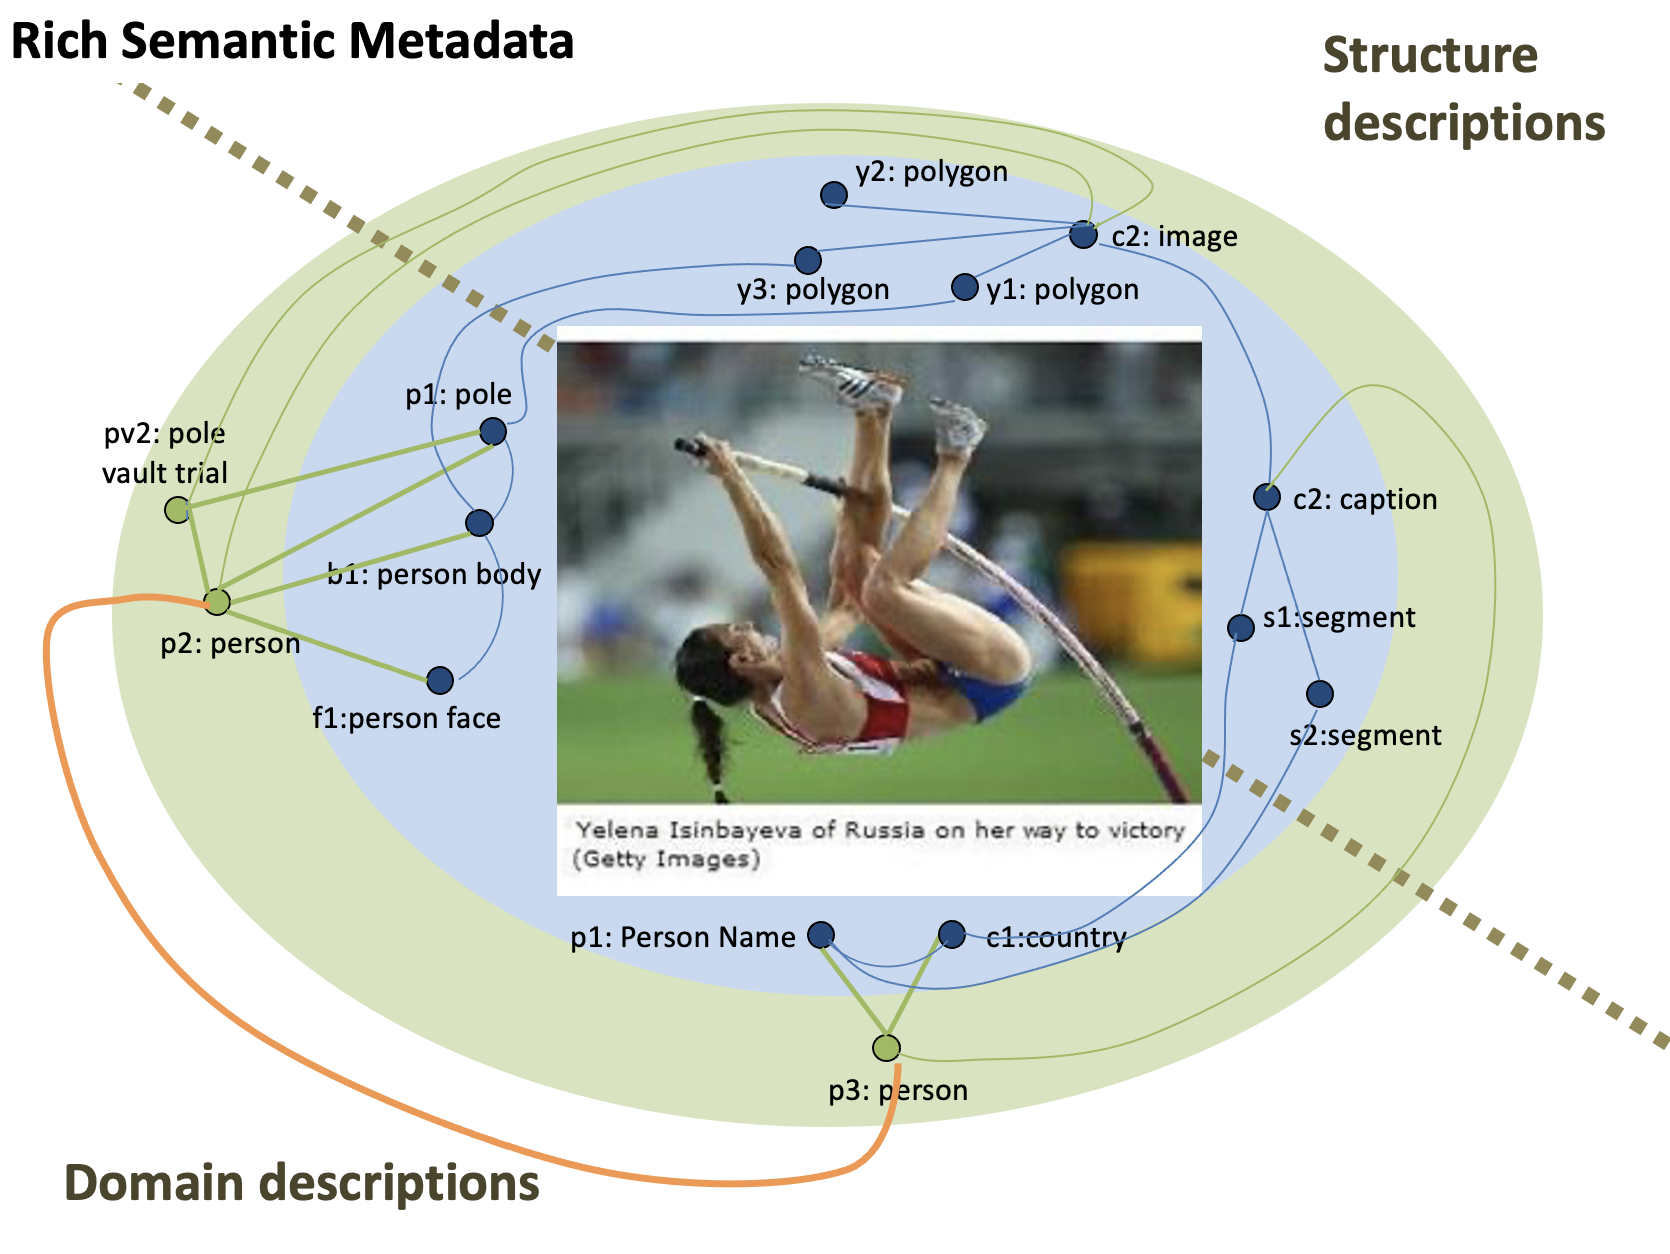 Rich Semantic Metadata
Structure
descriptions
y2: polygon
c2: image
y3: polygon
y1: polygon
p1: pole
pv2: pole
vault trial
c2: caption
b1: person body
s1:segment
p2: person
f1:person face
s2:segment
Yelena Isinbayeva of Russia on her way to victory
(Getty Images)
p1: Person Name
c1:country
p3: person
Domain descriptions